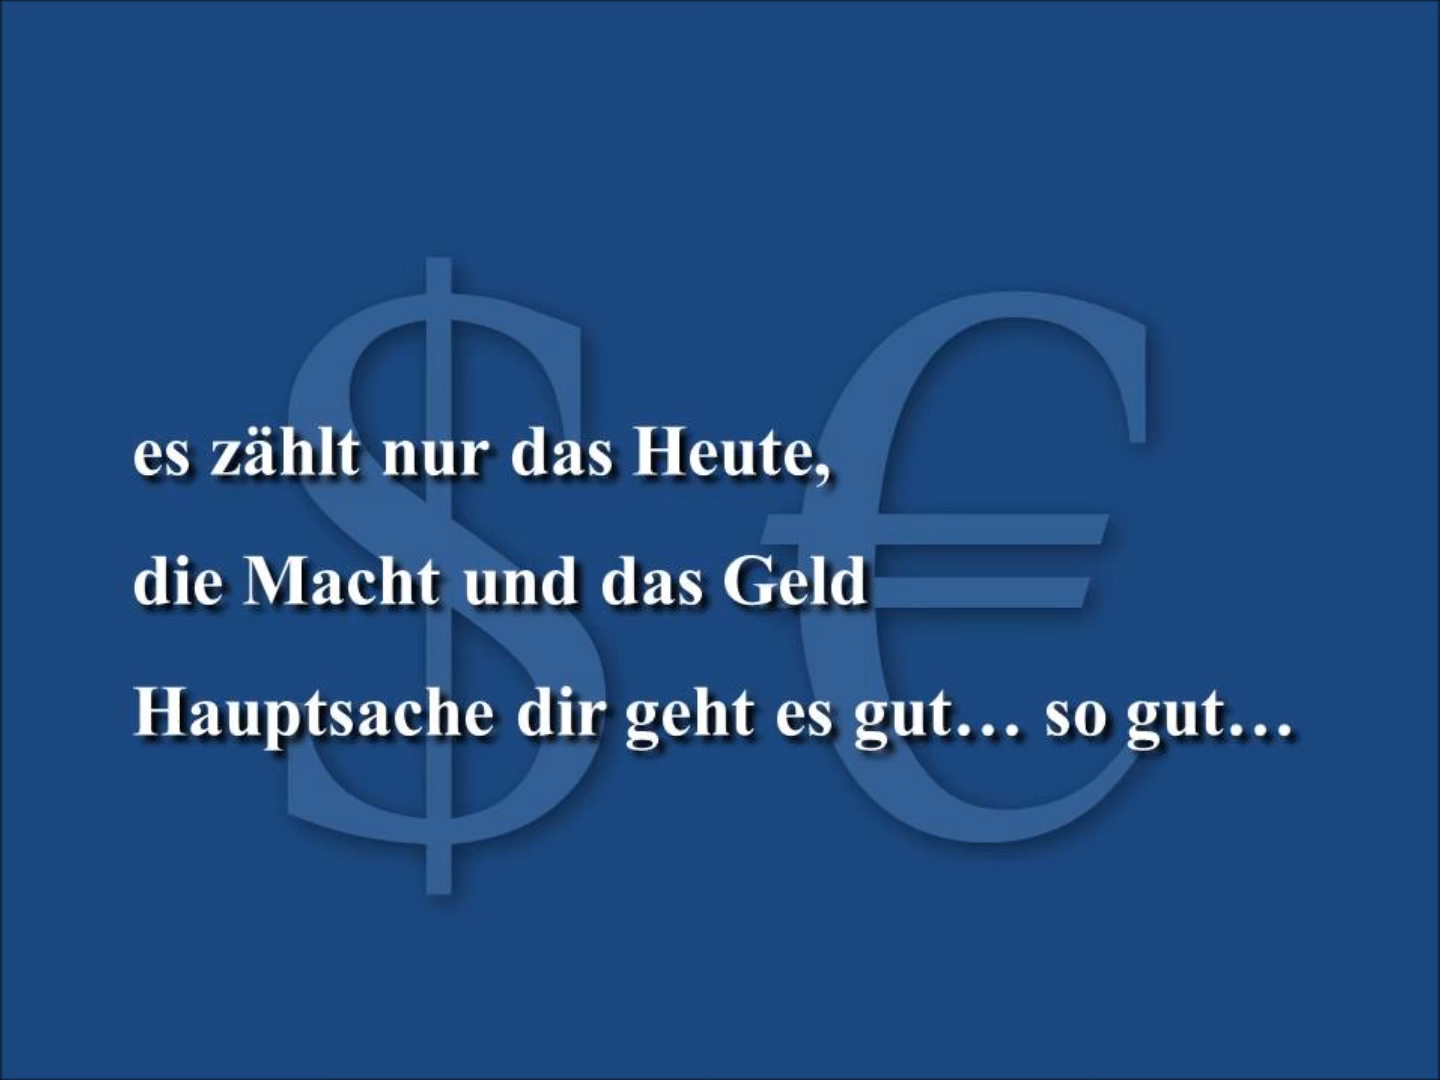 es zählt nur das Heute,
die Macht und das Geld
Hauptsache dir geht es gut… so gut…
$ €